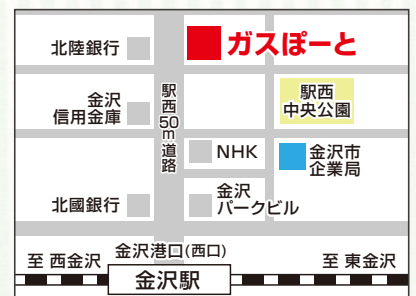 北陸銀行
ガスぽーと
金沢
信用金庫
駅西50m道路
駅西
中央公園
NHK
金沢市
企業局
北國銀行
金沢
パークビル
金沢港口(西口)
至 西金沢
至 東金沢
金沢駅